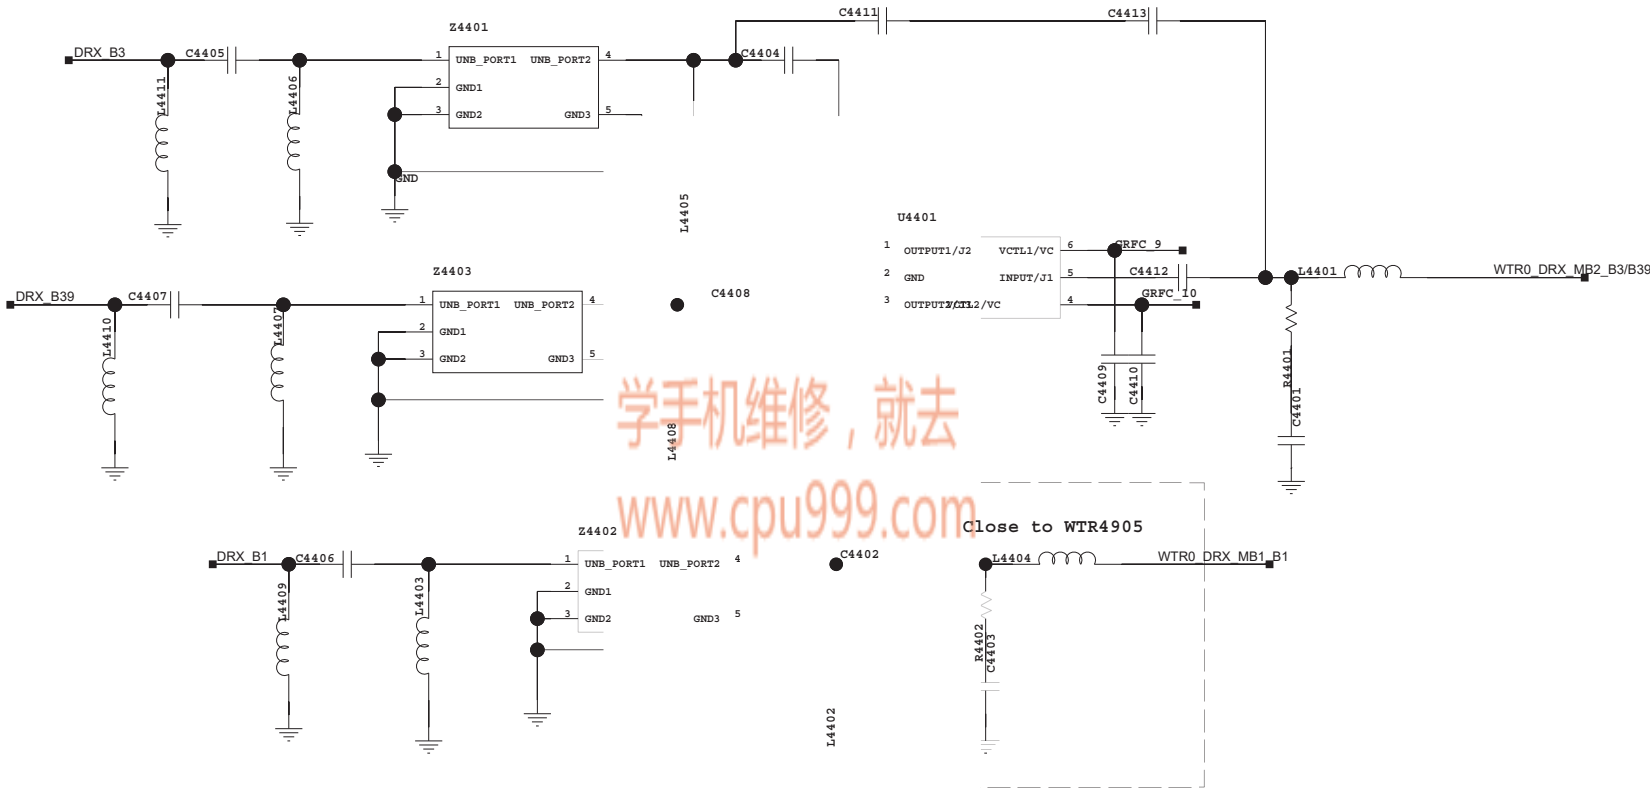 C4411
C4413
Z4401
DRX_B3
C4405
1
UNB_PORT1
UNB_PORT2
4
C4404
2
GND1
3
GND2
GND3
5
L4411
L4406
GND
L4405
U4401
1
OUTPUT1/J2
VCTL1/VC
6
GRFC_9
2
GND
INPUT/J1
5
C4412
L4401
WTR0_DRX_MB2_B3/B39
3
4
GRFC_10
Z4403
DRX_B39
C4407
1
UNB_PORT1
UNB_PORT2
4
C4408
2
GND1
3
GND2
GND3
5
L4410
L4407
C4409
C4410
R4401
C4401
L4408
学手机维修，就去
www.cpu999.com
Close to WTR4905
Z4402
DRX_B1
C4406
1
UNB_PORT1
UNB_PORT2
4
C4402
L4404
WTR0_DRX_MB1_B1
2
GND1
3
GND2
GND3
5
L4409
L4403
R4402
C4403
L4402